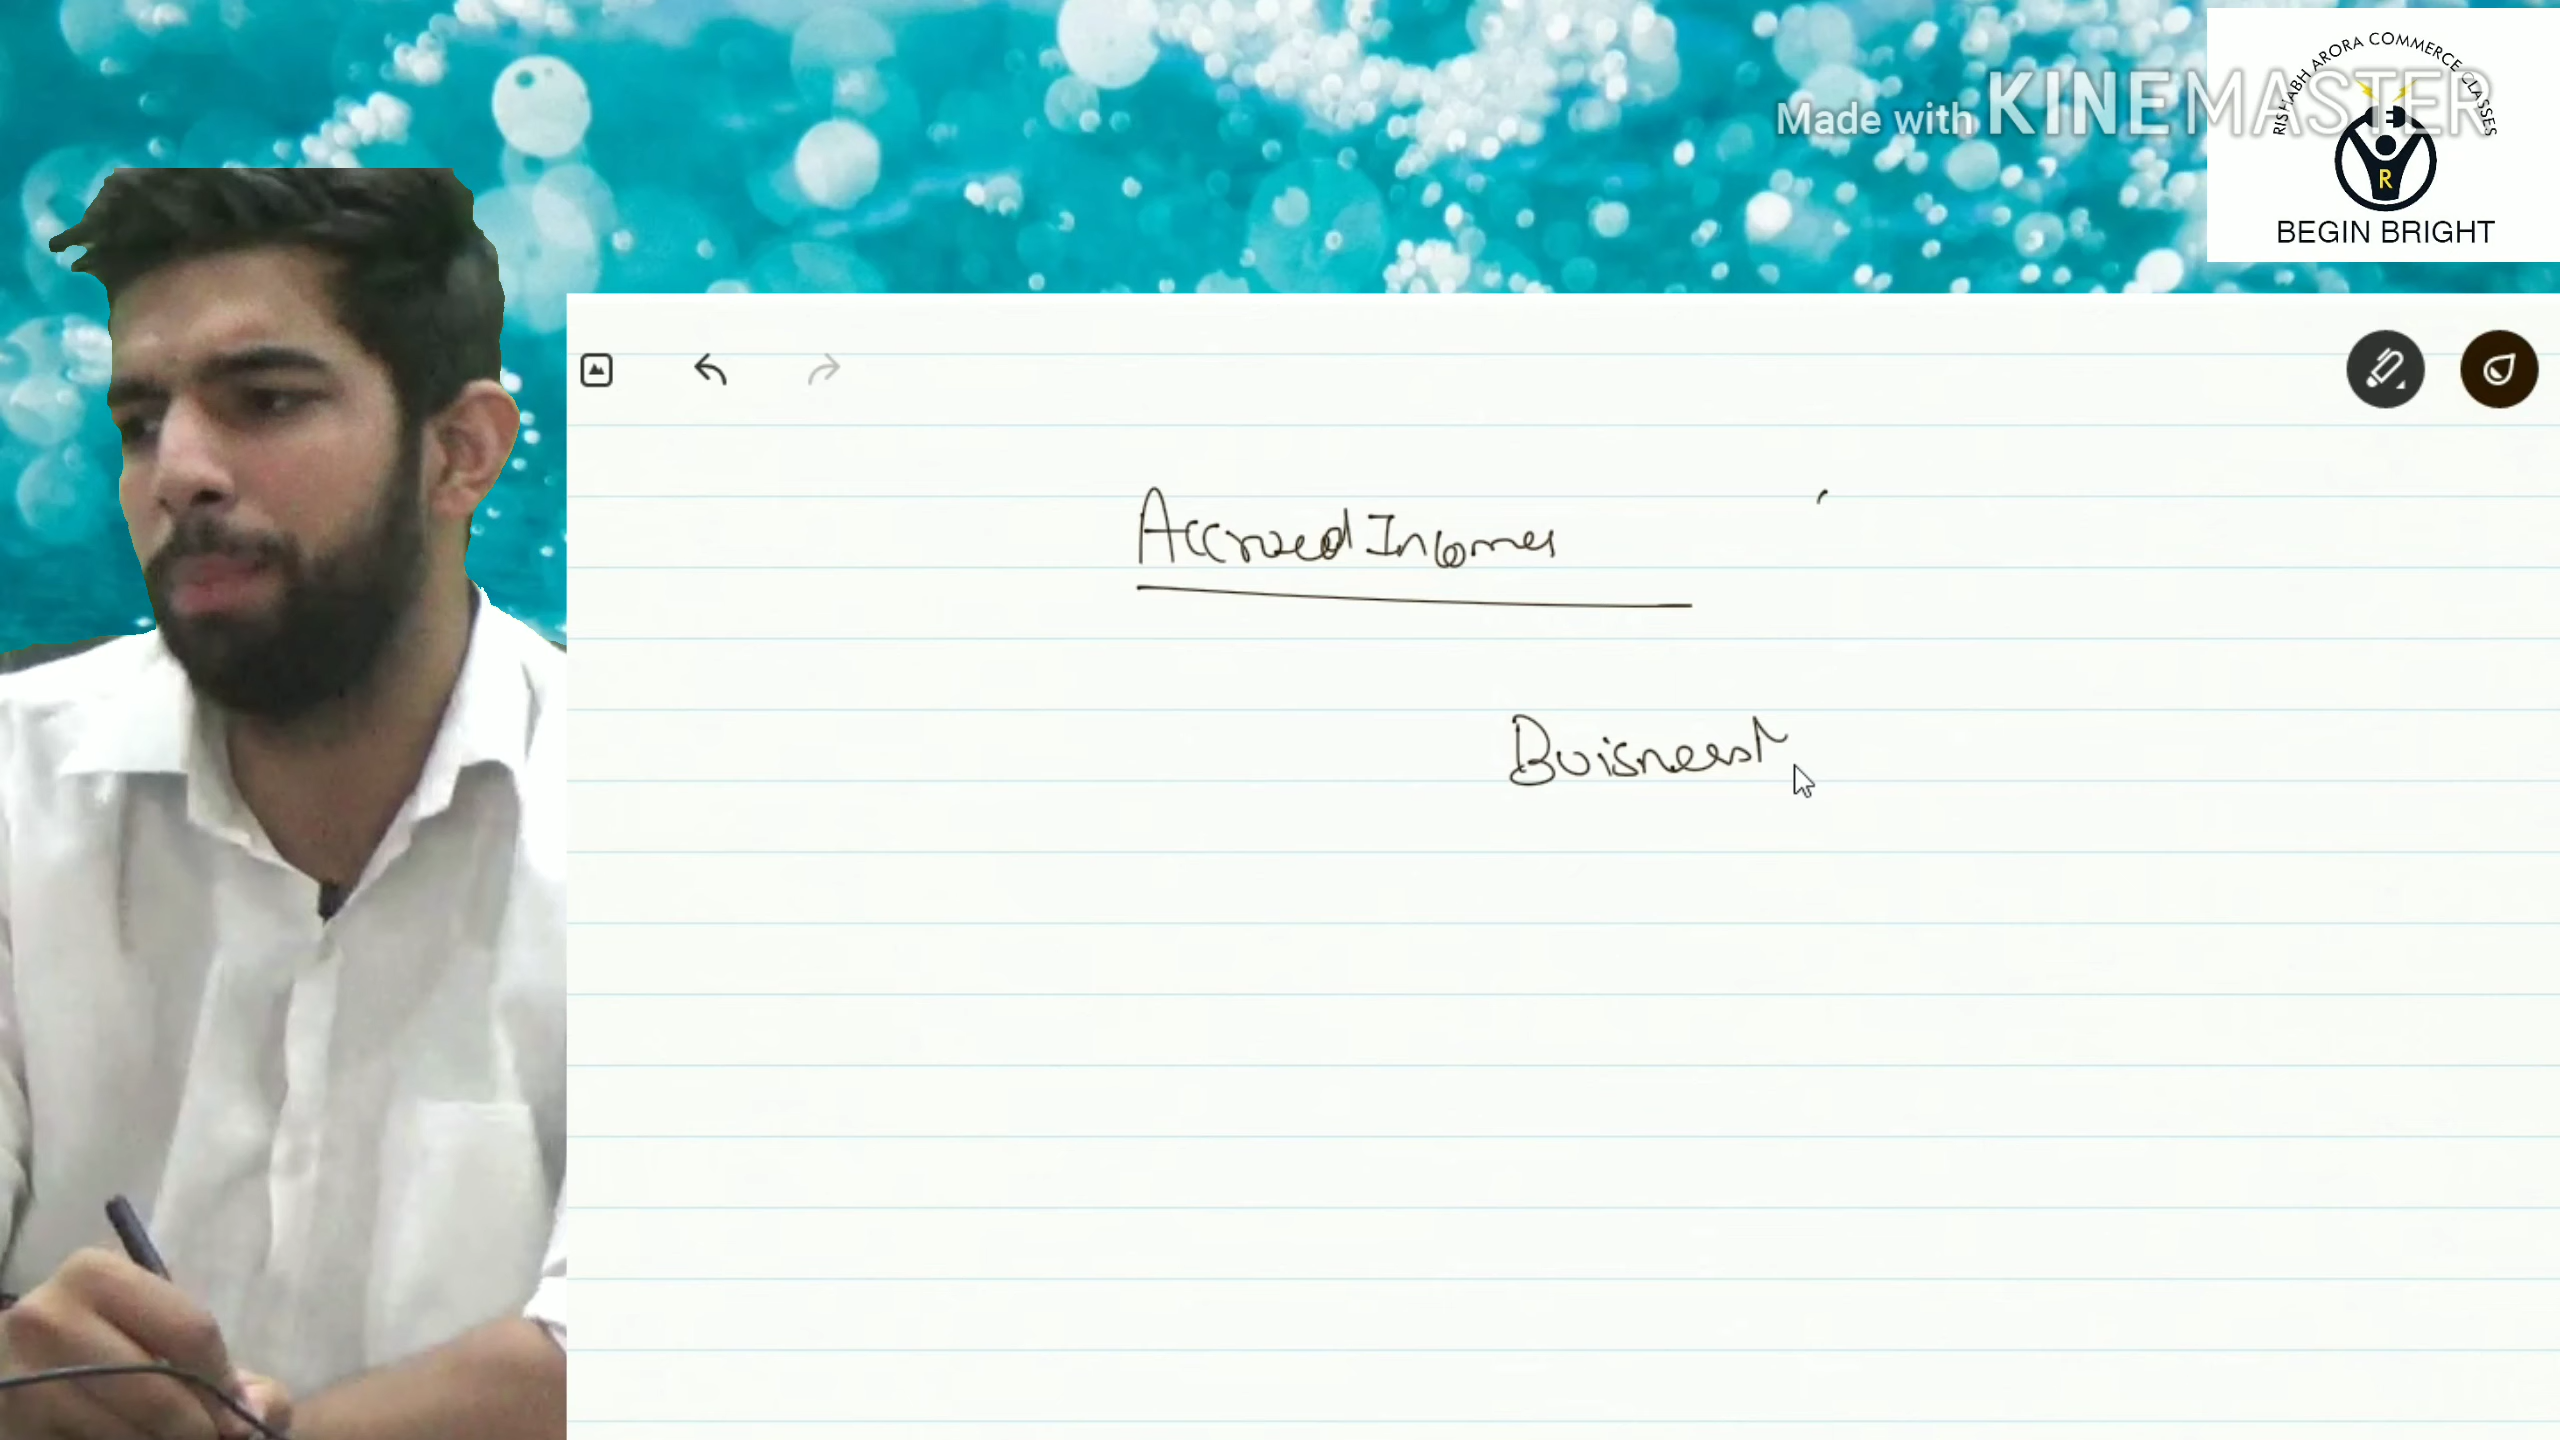 RISHABH ARORA COMMERCE CLASSES
Made with KINEMASTER
R
BEGIN BRIGHT
Accrued Incomes
Buisness